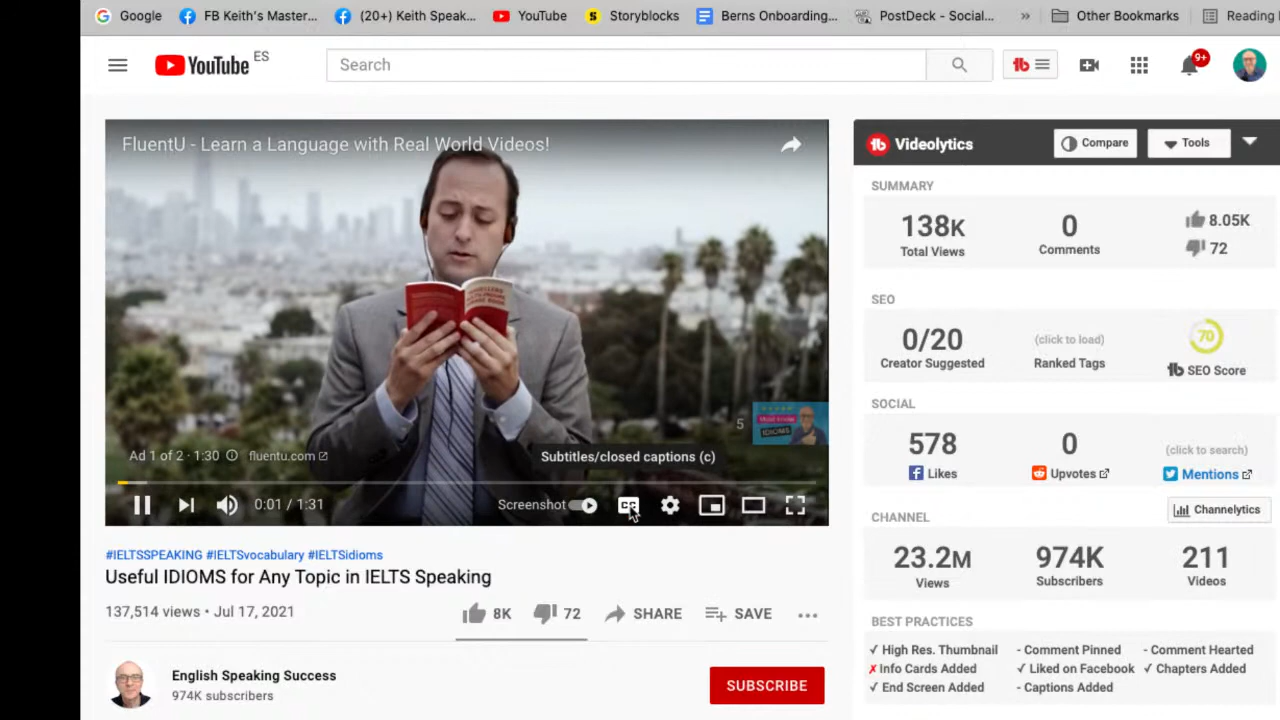 Google FB Keith's Master... (20+) Keith Speak... YouTube Storyblocks Berns Onboarding... PostDeck - Social... » Other Bookmarks Reading
YouTube ES Search 9+
FluentU - Learn a Language with Real World Videos!
Videolytics Compare Tools
SUMMARY
138K 0 8.05K
Total Views Comments 72
SEO
0/20 (click to load) 70
Creator Suggested Ranked Tags SEO Score
SOCIAL
578 0 (click to search)
Likes Upvotes Mentions
CHANNEL Channelytics
23.2M 974K 211
Views Subscribers Videos
BEST PRACTICES
✓ High Res. Thumbnail - Comment Pinned - Comment Hearted
✗ Info Cards Added ✓ Liked on Facebook ✓ Chapters Added
✓ End Screen Added - Captions Added
5 IDIOMS
Ad 1 of 2 · 1:30 fluentu.com Subtitles/closed captions (c)
0:01 / 1:31 Screenshot CC
#IELTSSPEAKING #IELTSvocabulary #IELTSidioms
Useful IDIOMS for Any Topic in IELTS Speaking
137,514 views • Jul 17, 2021 8K 72 SHARE SAVE ...
English Speaking Success
974K subscribers SUBSCRIBE